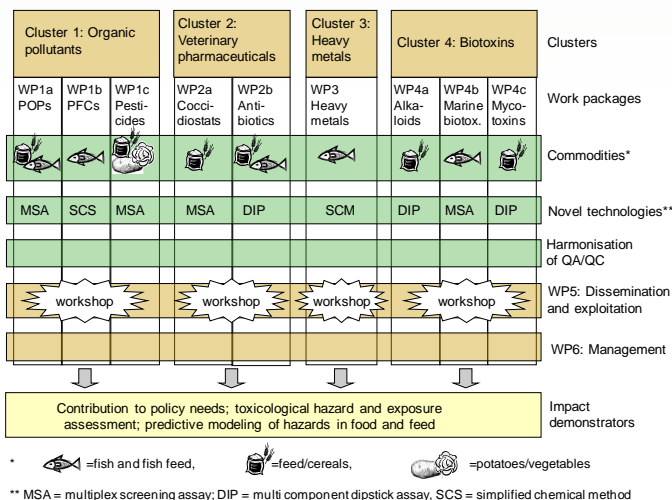 Cluster 1: Organic
pollutants
Cluster 2:
Veterinary
pharmaceuticals
Cluster 3:
Heavy
metals
Cluster 4: Biotoxins
Clusters
WP1a
POPs
WP1b
PFCs
WP1c
Pesti-
cides
WP2a
Cocci-
diostats
WP2b
Anti-
biotics
WP3
Heavy
metals
WP4a
Alka-
loids
WP4b
Marine
biotox.
WP4c
Myco-
toxins
Work packages
Commodities*
MSA SCS MSA MSA DIP SCM DIP MSA DIP
Novel technologies**
Harmonisation
of QA/QC
workshop workshop workshop workshop
WP5: Dissemination
and exploitation
WP6: Management
Contribution to policy needs; toxicological hazard and exposure
assessment; predictive modeling of hazards in food and feed
Impact
demonstrators
* =fish and fish feed, =feed/cereals, =potatoes/vegetables
** MSA = multiplex screening assay; DIP = multi component dipstick assay, SCS = simplified chemical method